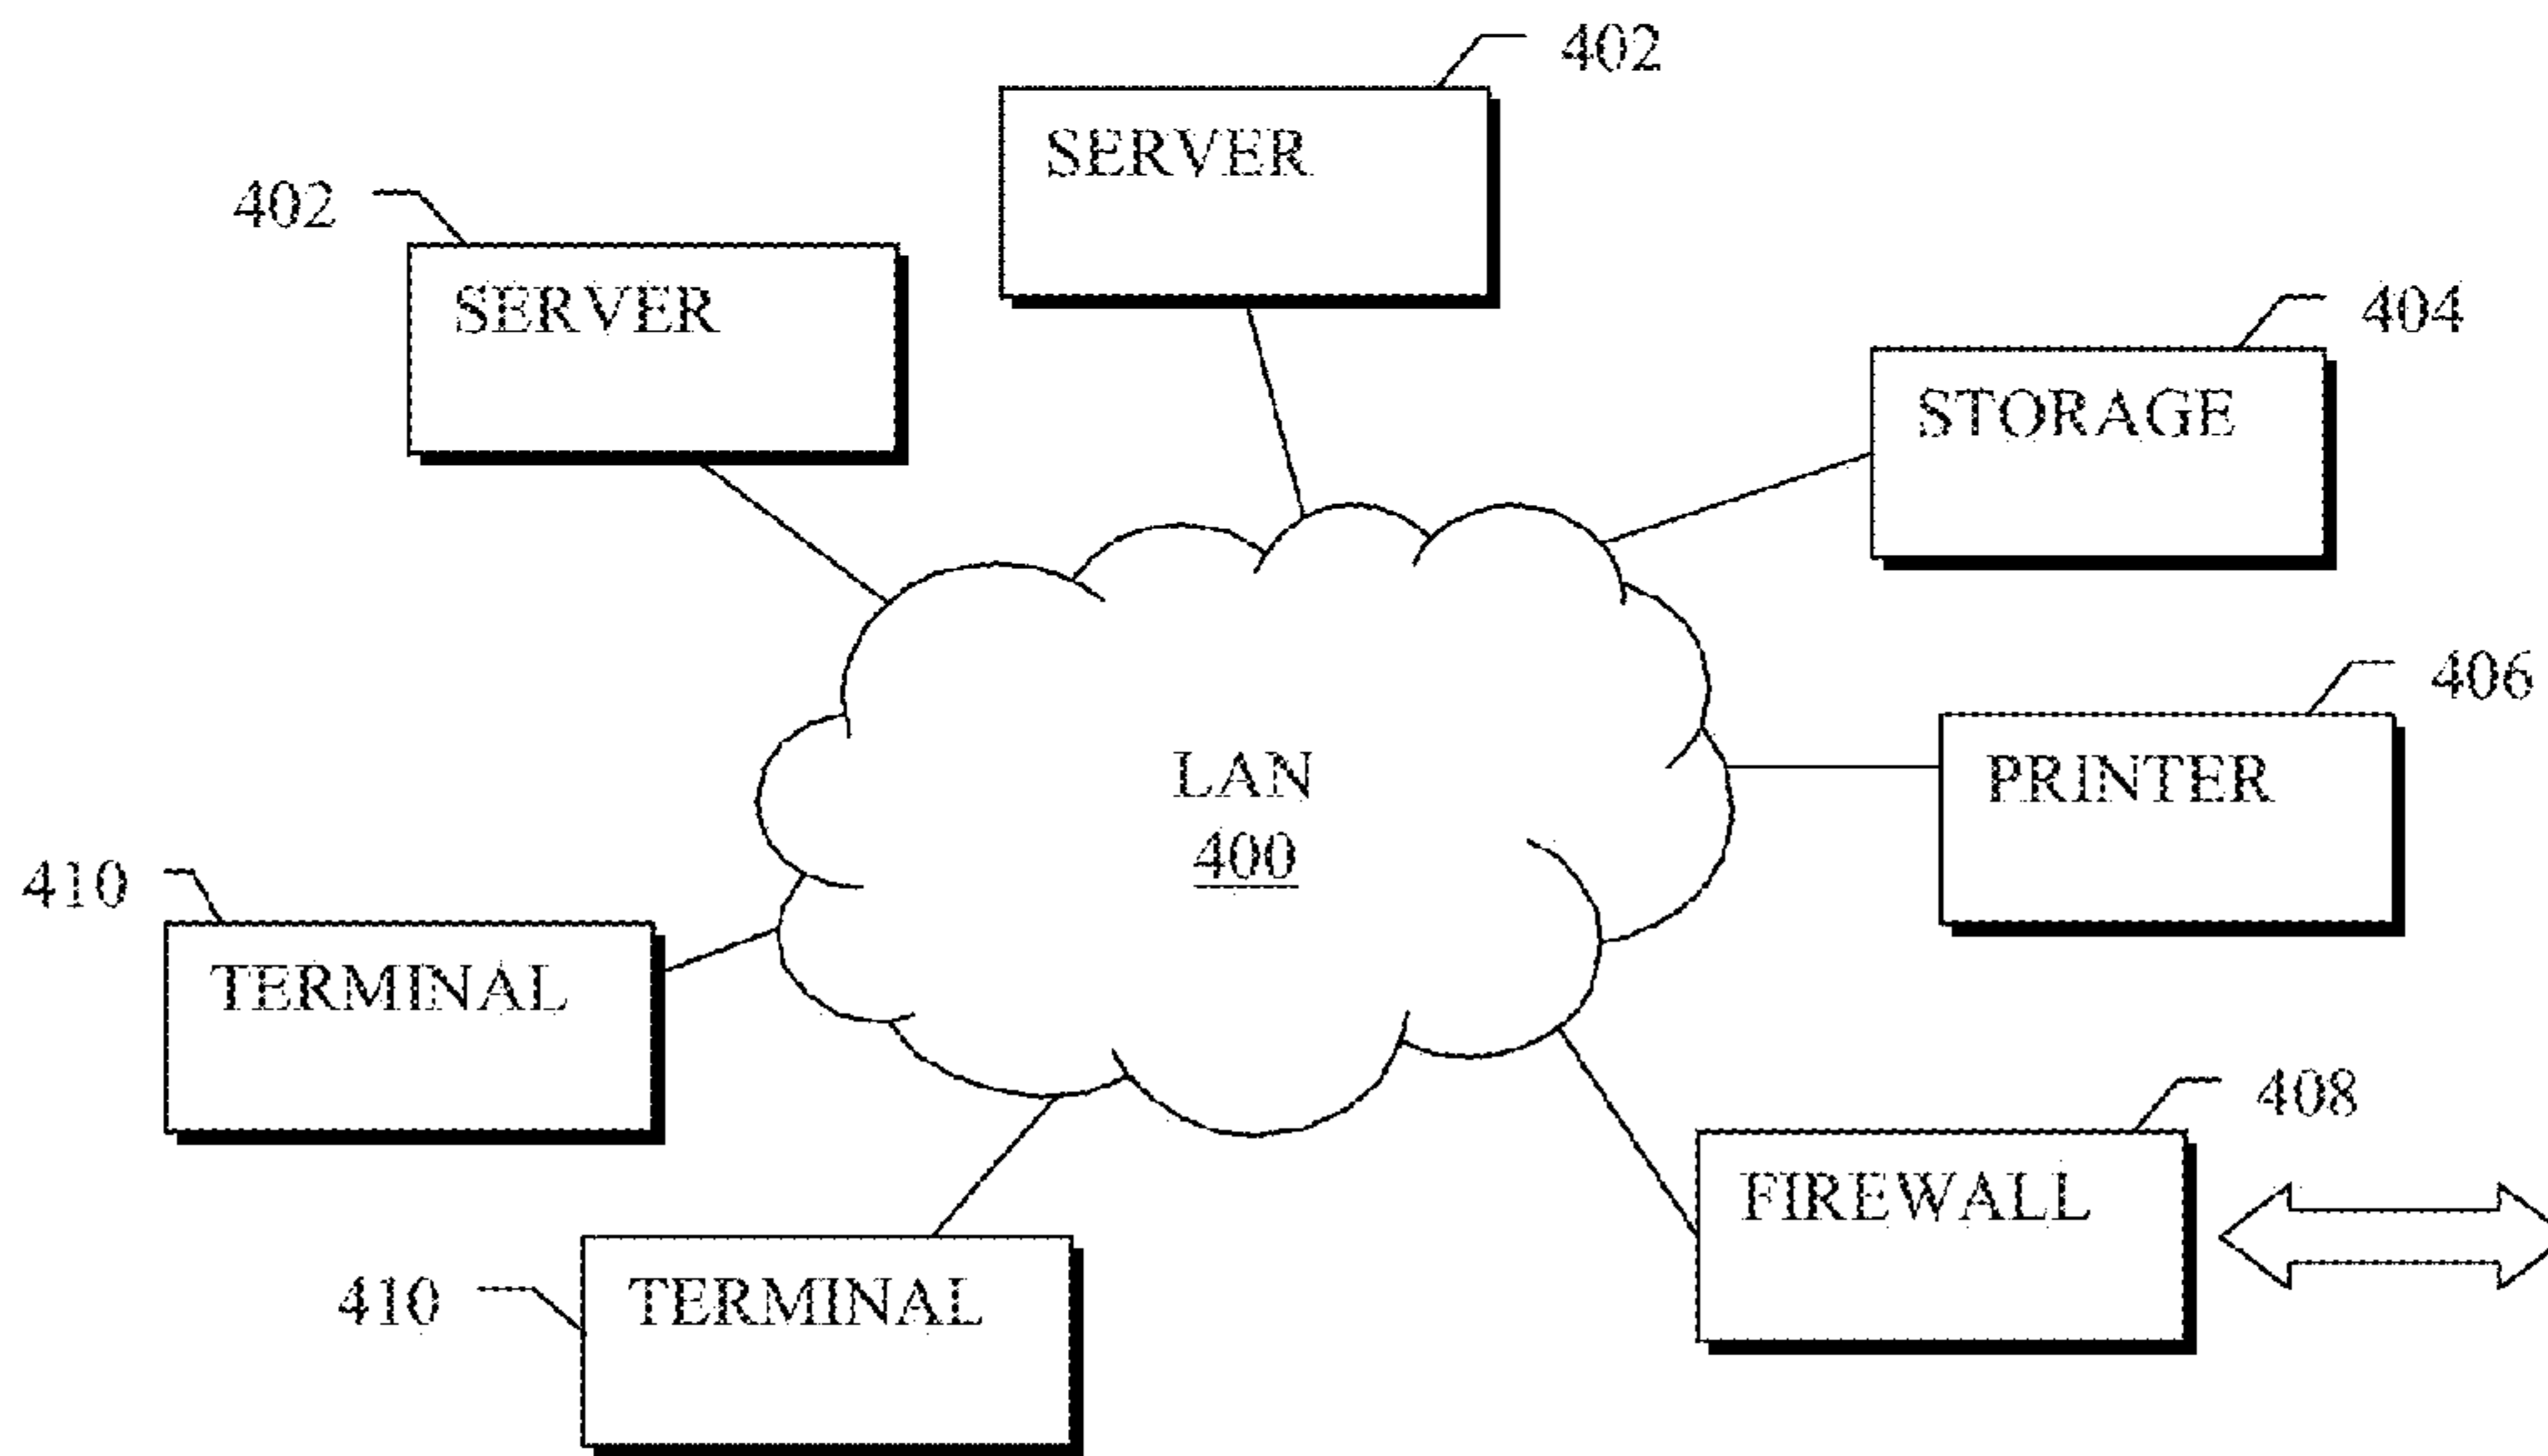 402
SERVER
402
SERVER
404
STORAGE
406
PRINTER
LAN
400
410
TERMINAL
408
FIREWALL
410
TERMINAL